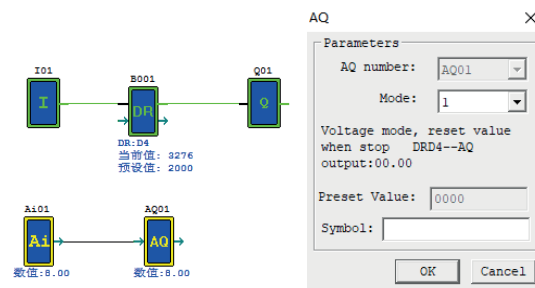 I01
B001
Q01
I
DR
Q
DR:D4
当前值: 3276
预设值: 2000
Ai01
AQ01
Ai
AQ
数值:8.00
数值:8.00
AQ
Parameters
AQ number: AQ01
Mode: 1
Voltage mode, reset value
when stop DRD4--AQ
output:00.00
Preset Value: 0000
Symbol:
OK
Cancel